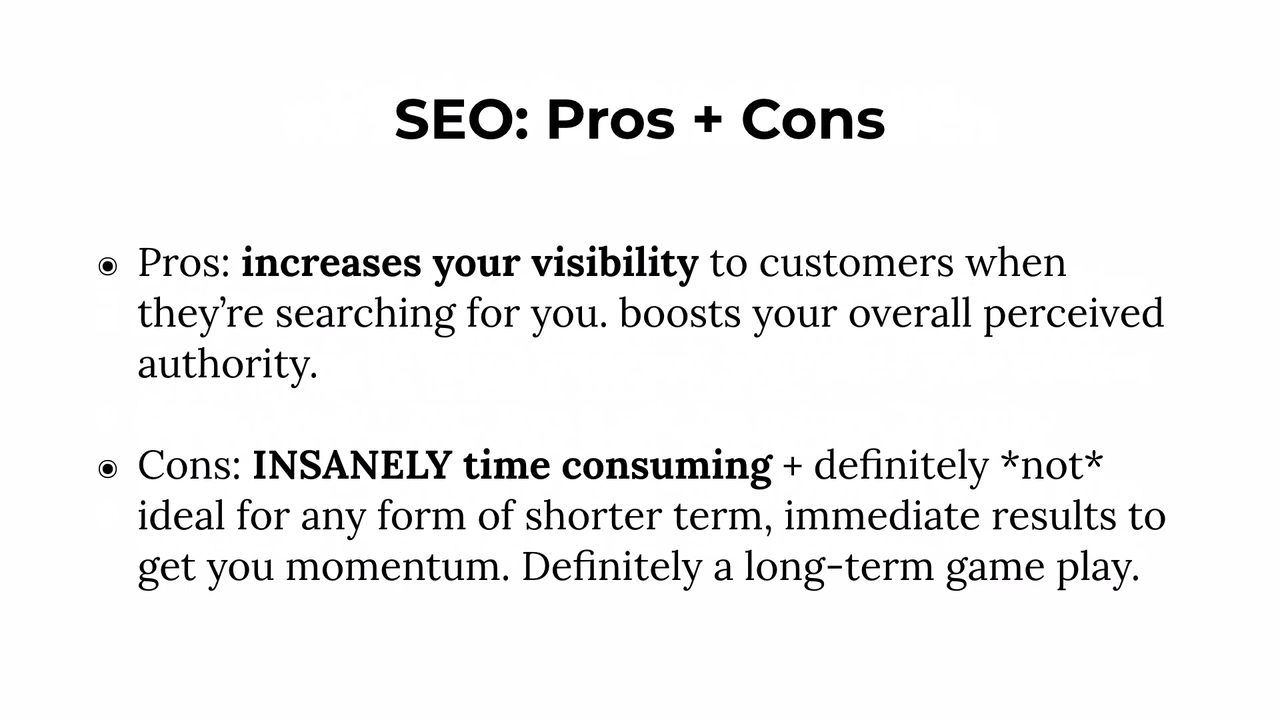 SEO: Pros + Cons
◉ Pros: increases your visibility to customers when
they’re searching for you. boosts your overall perceived
authority.
◉ Cons: INSANELY time consuming + definitely *not*
ideal for any form of shorter term, immediate results to
get you momentum. Definitely a long-term game play.